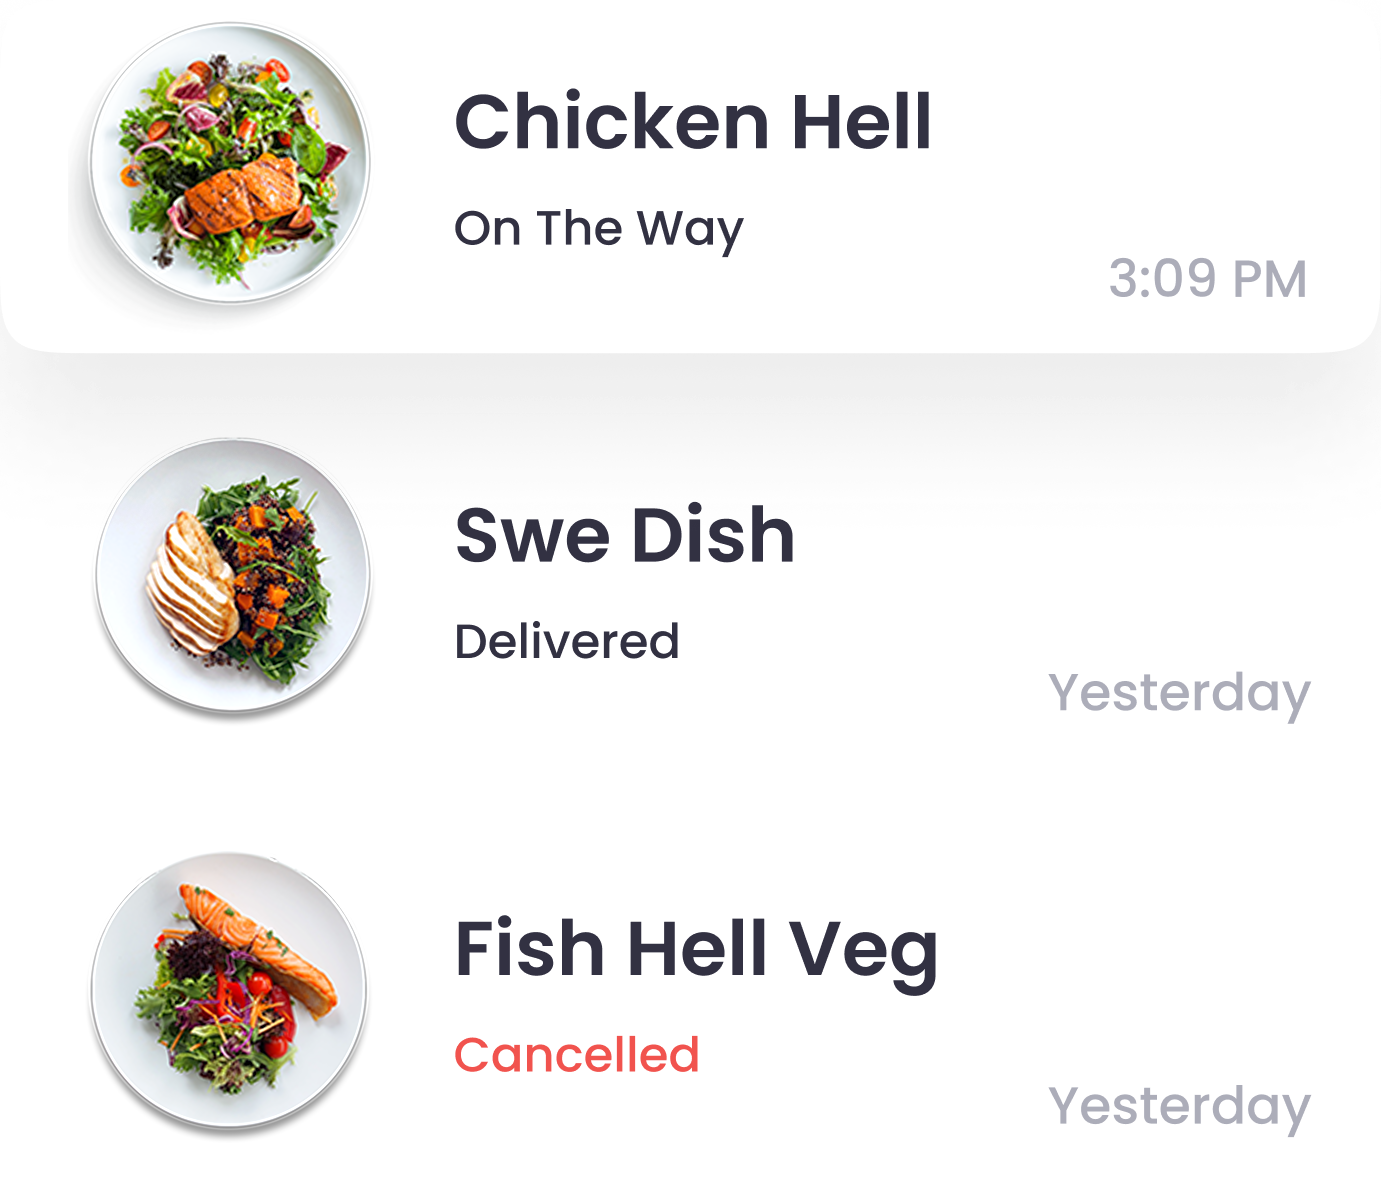 Chicken Hell
On The Way
3:09 PM
Swe Dish
Delivered
Yesterday
Fish Hell Veg
Cancelled
Yesterday